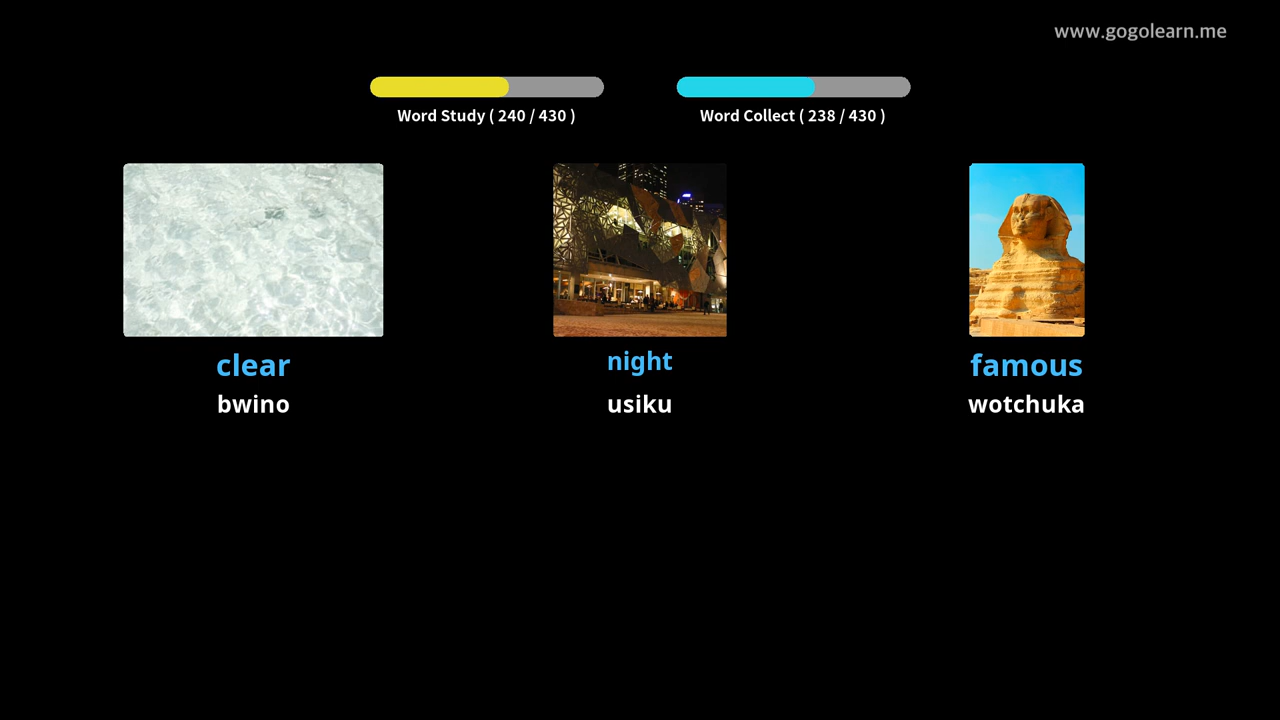 www.gogolearn.me
Word Study ( 240 / 430 )
Word Collect ( 238 / 430 )
clear
bwino
night
usiku
famous
wotchuka